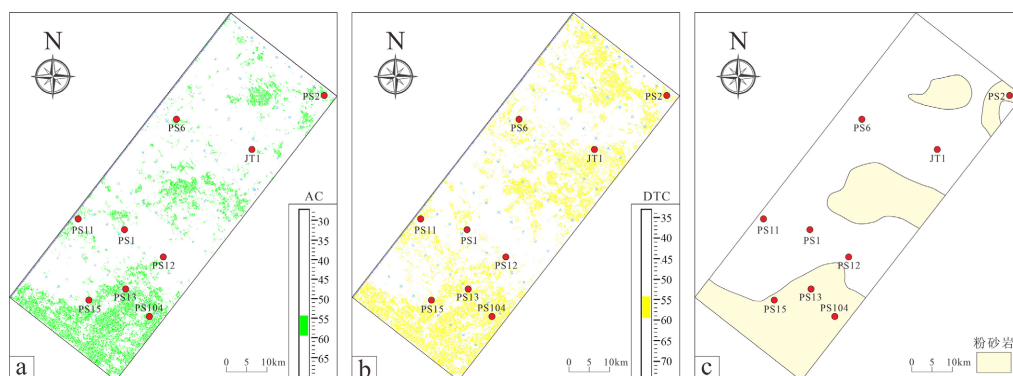 N
PS2
PS6
JT1
PS11
PS1
PS12
PS13
PS15
PS104
AC
30
35
40
45
50
55
60
65
0 5 10km
a
N
PS2
PS6
JT1
PS11
PS1
PS12
PS13
PS15
PS104
DTC
35
40
45
50
55
60
65
0 5 10km
b
N
PS2
PS6
JT1
PS11
PS1
PS12
PS13
PS15
PS104
粉砂岩
0 5 10km
c